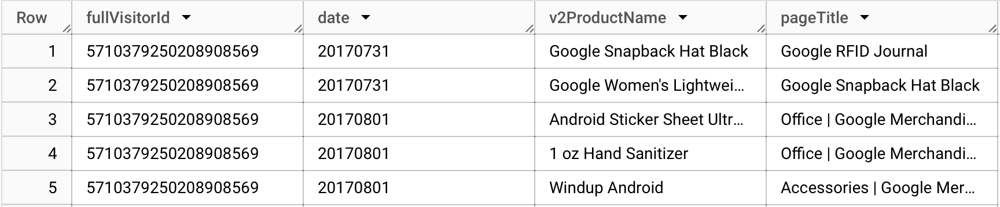 Row fullVisitorId date v2ProductName pageTitle
1 5710379250208908569 20170731 Google Snapback Hat Black Google RFID Journal
2 5710379250208908569 20170731 Google Women's Lightwei... Google Snapback Hat Black
3 5710379250208908569 20170801 Android Sticker Sheet Ultr... Office | Google Merchandi...
4 5710379250208908569 20170801 1 oz Hand Sanitizer Office | Google Merchandi...
5 5710379250208908569 20170801 Windup Android Accessories | Google Mer...